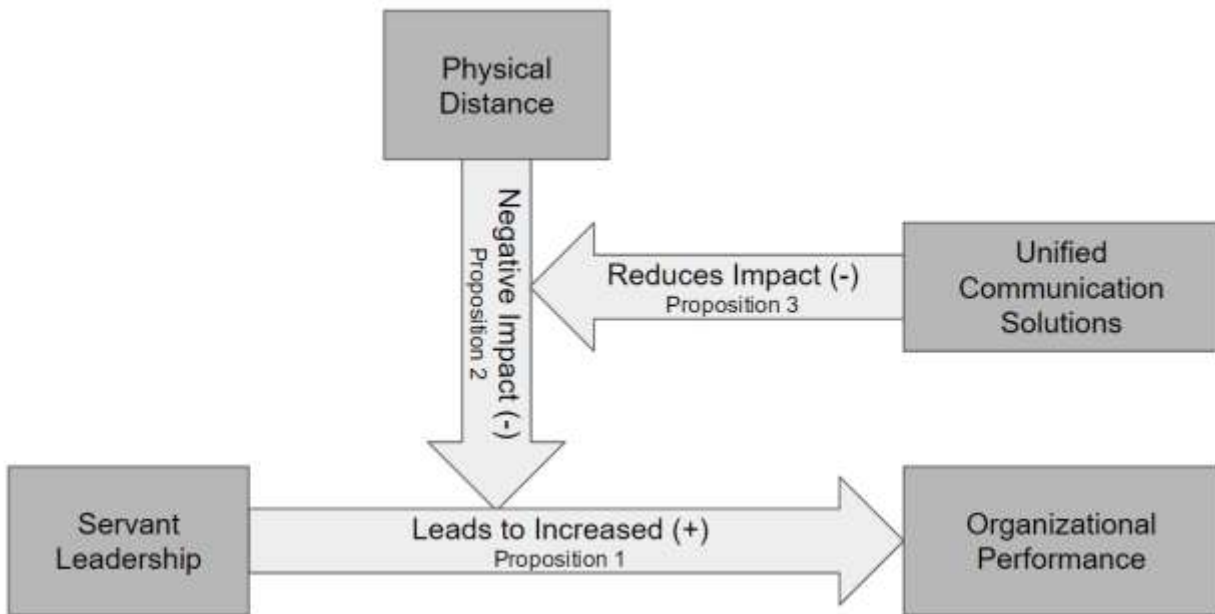 Physical
Distance
Negative Impact (-)
Proposition 2
Reduces Impact (-)
Proposition 3
Unified
Communication
Solutions
Servant
Leadership
Leads to Increased (+)
Proposition 1
Organizational
Performance